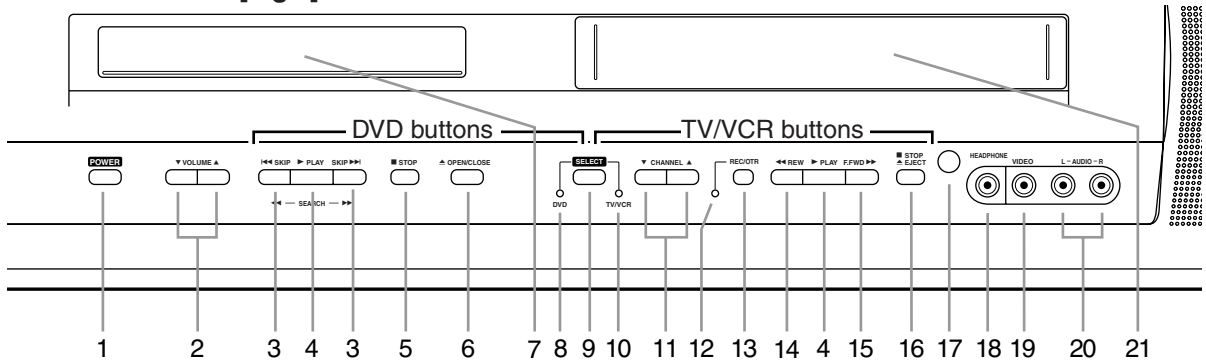 DVD buttons TV/VCR buttons
POWER ▼ VOLUME ▲ I◀◀ SKIP ▶ PLAY SKIP ▶▶I ■ STOP ▲ OPEN/CLOSE SELECT ▼ CHANNEL ▲ REC/OTR ◀◀ REW ▶ PLAY F.FWD ▶▶ ■ STOP ▲ EJECT HEADPHONE VIDEO L – AUDIO – R
◀◀ — SEARCH — ▶▶ DVD TV/VCR
1 2 3 4 3 5 6 7 8 9 10 11 12 13 14 4 15 16 17 18 19 20 21